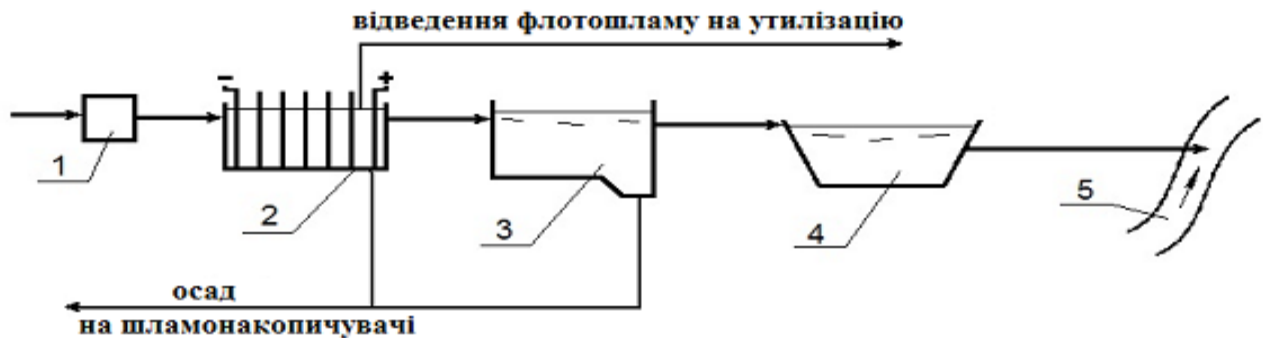 відведення флотошламу на утилізацію
− +
1
2
3
4
5
осад
на шламонакопичувачі